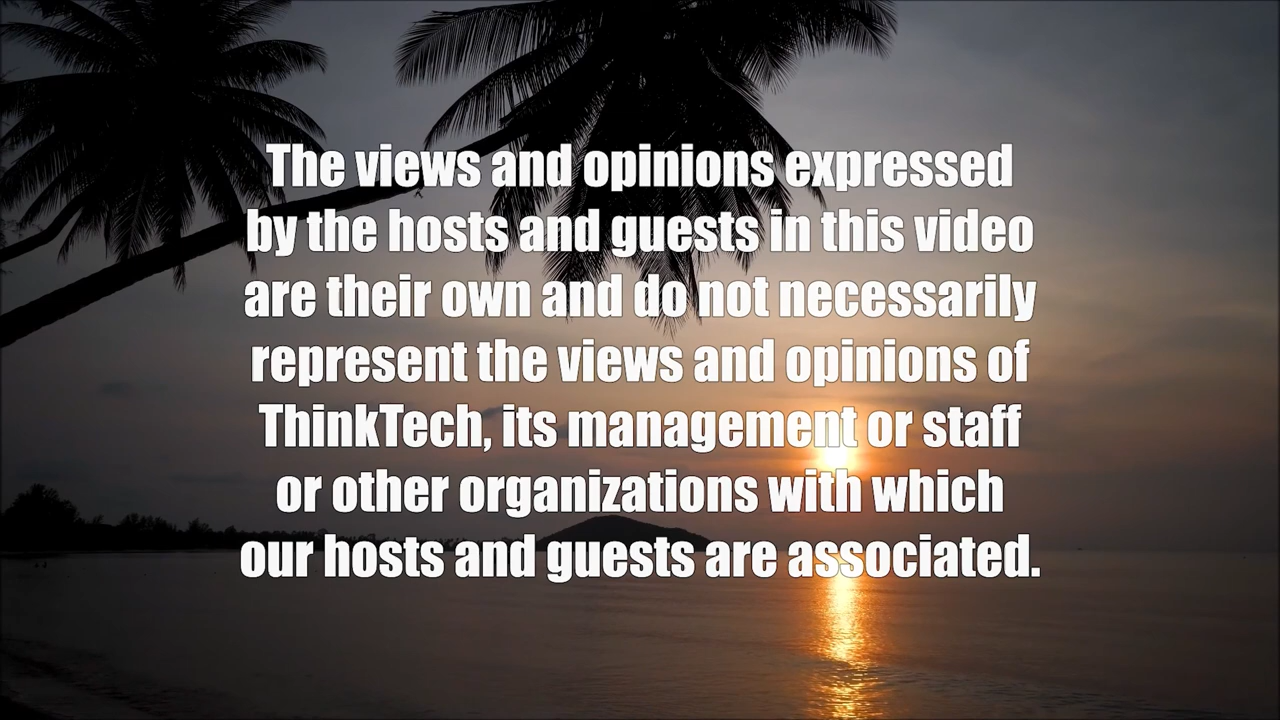 The views and opinions expressed
by the hosts and guests in this video
are their own and do not necessarily
represent the views and opinions of
ThinkTech, its management or staff
or other organizations with which
our hosts and guests are associated.